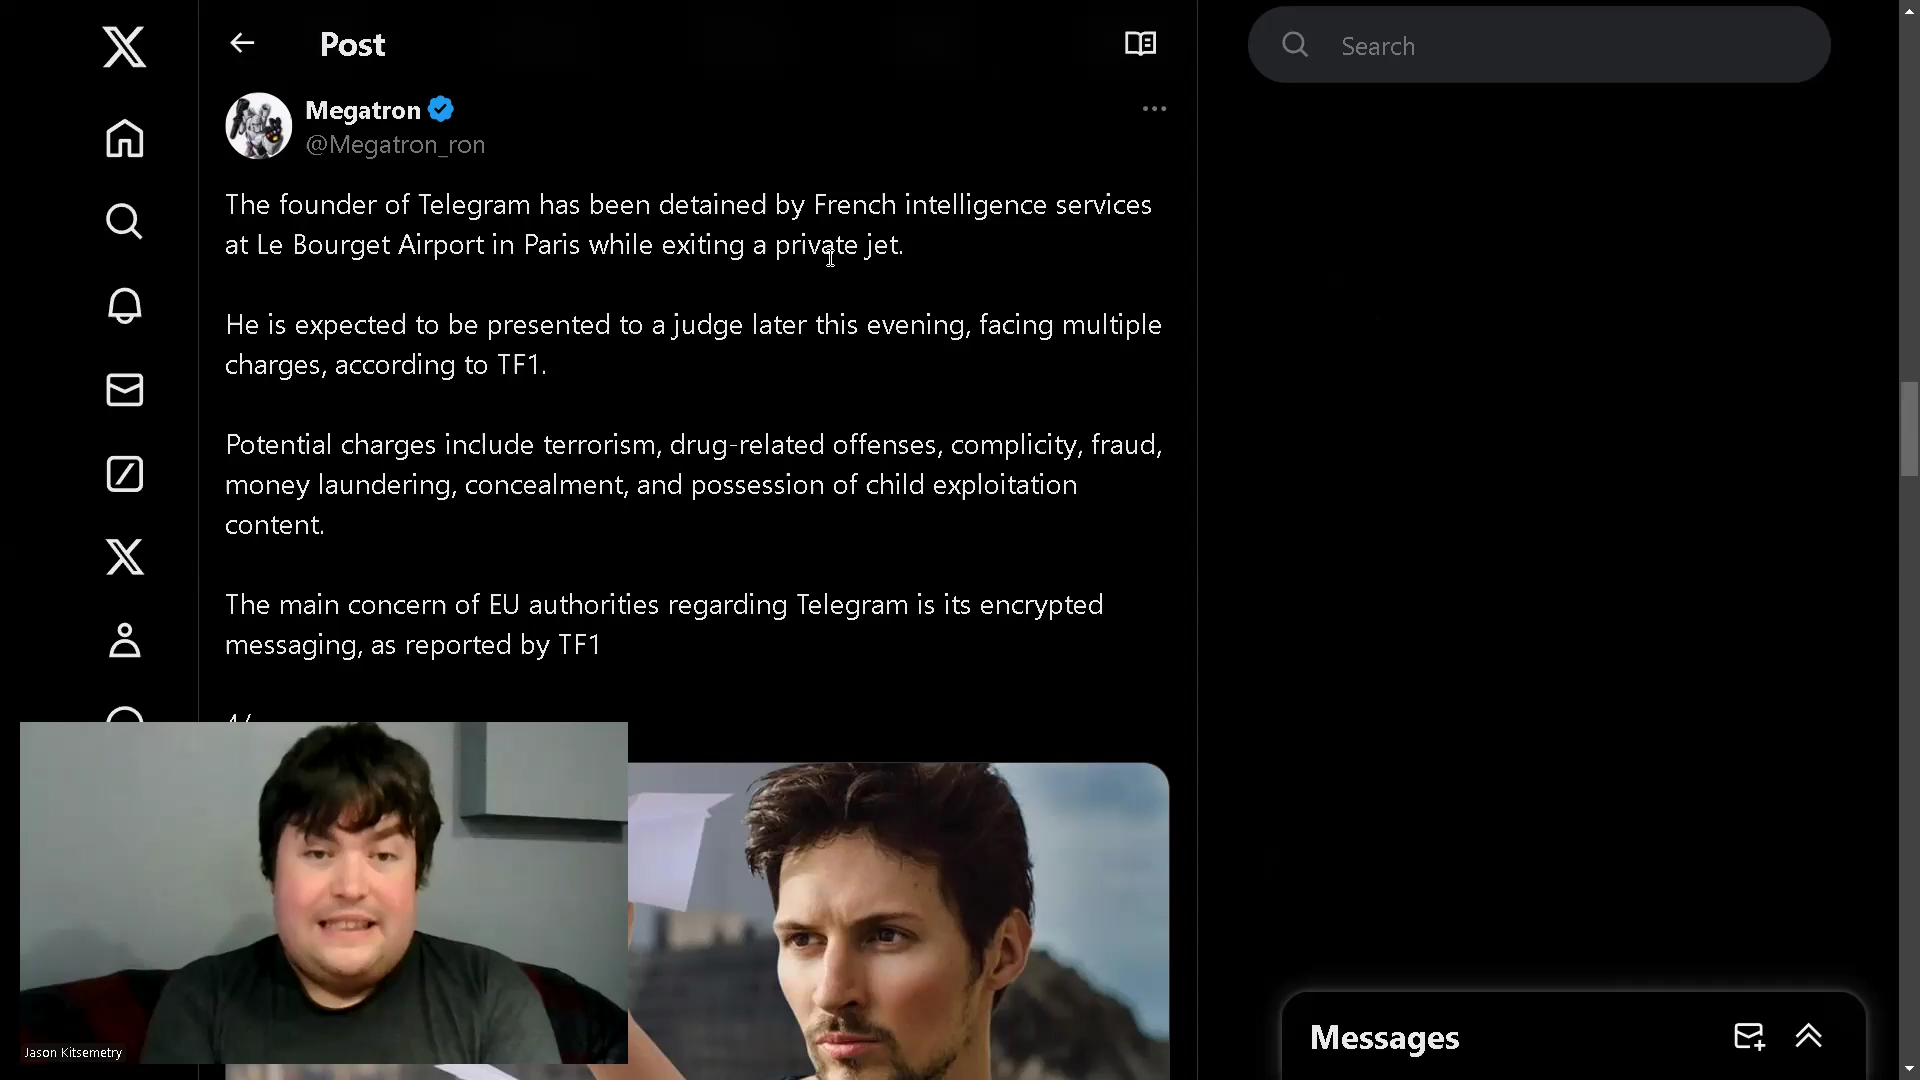 Post
Search
Megatron
@Megatron_ron
The founder of Telegram has been detained by French intelligence services
at Le Bourget Airport in Paris while exiting a private jet.
He is expected to be presented to a judge later this evening, facing multiple
charges, according to TF1.
Potential charges include terrorism, drug-related offenses, complicity, fraud,
money laundering, concealment, and possession of child exploitation
content.
The main concern of EU authorities regarding Telegram is its encrypted
messaging, as reported by TF1
Jason Kitsemetry
Messages